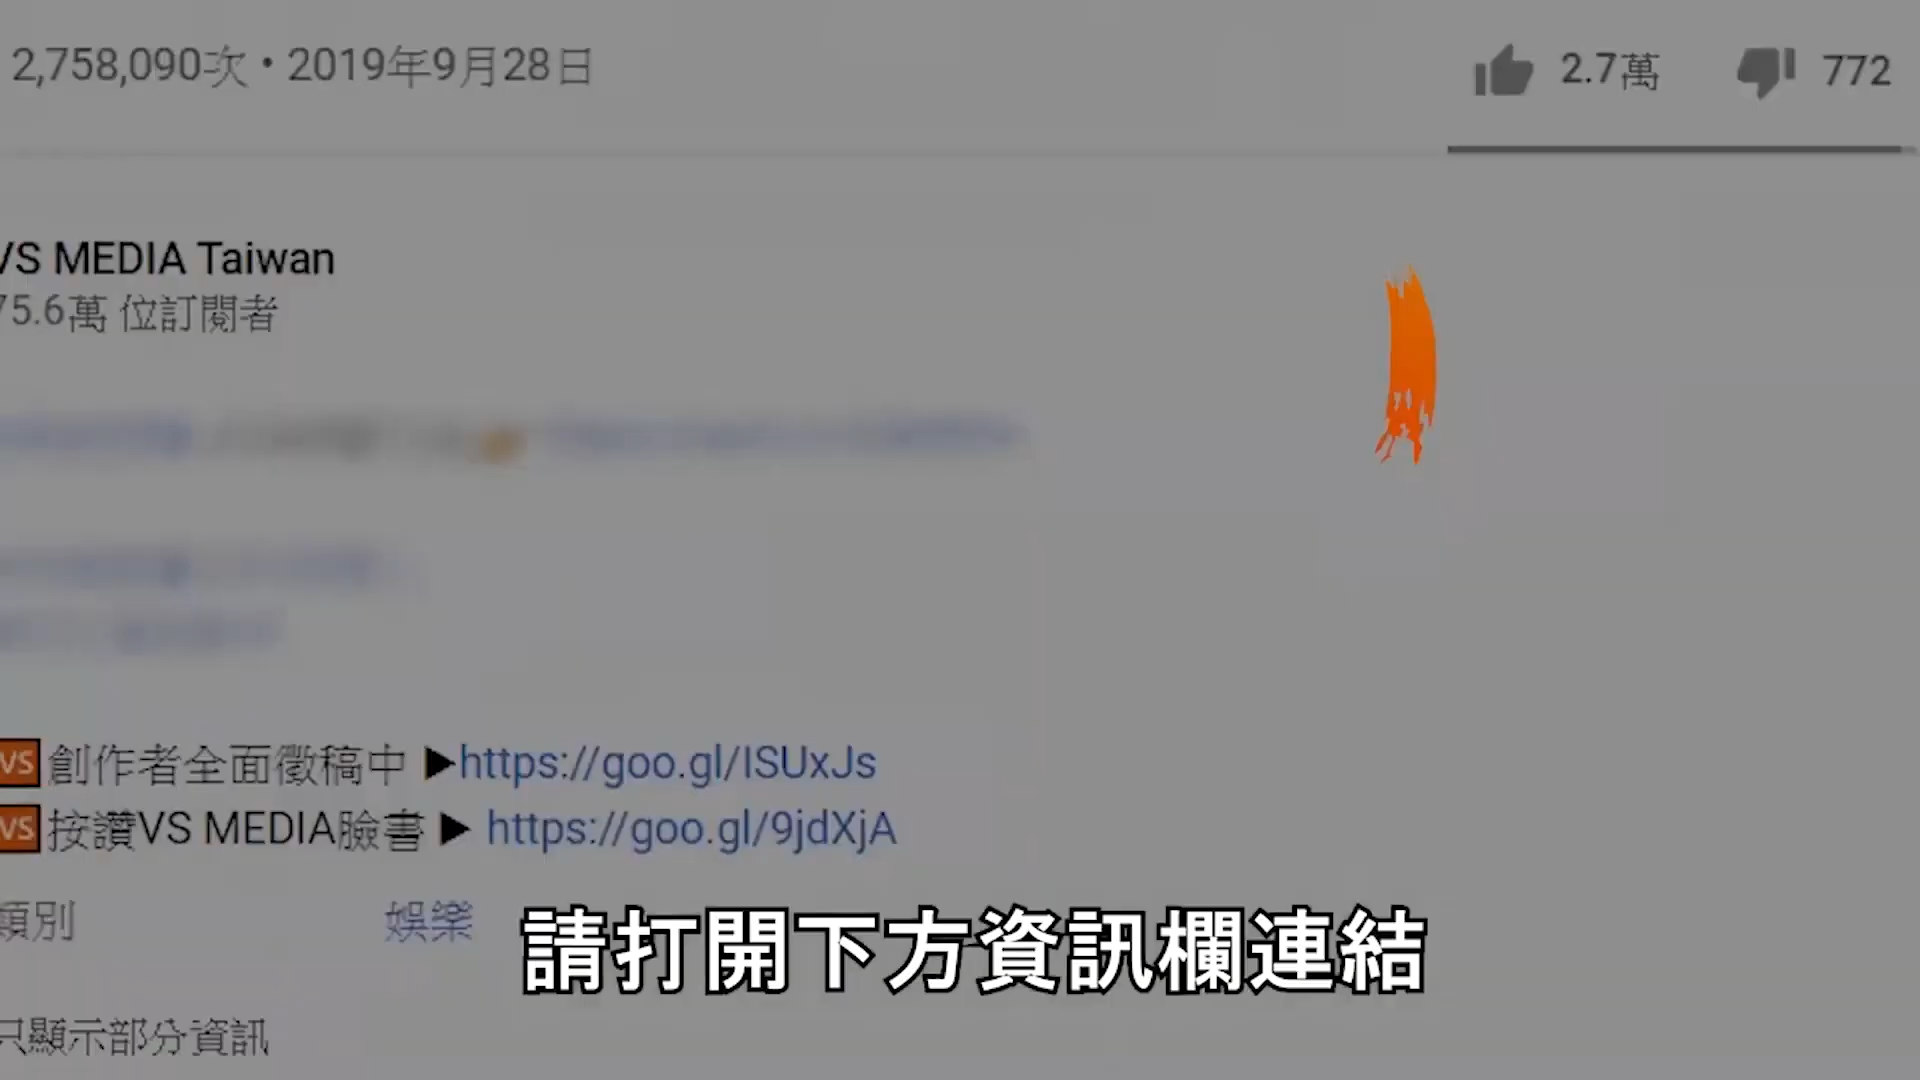 2,758,090次 • 2019年9月28日
2.7萬
772
VS MEDIA Taiwan
75.6萬 位訂閱者
VS 創作者全面徵稿中 ▶https://goo.gl/ISUxJs
VS 按讚VS MEDIA臉書 ▶ https://goo.gl/9jdXjA
類別 娛樂
請打開下方資訊欄連結
只顯示部分資訊